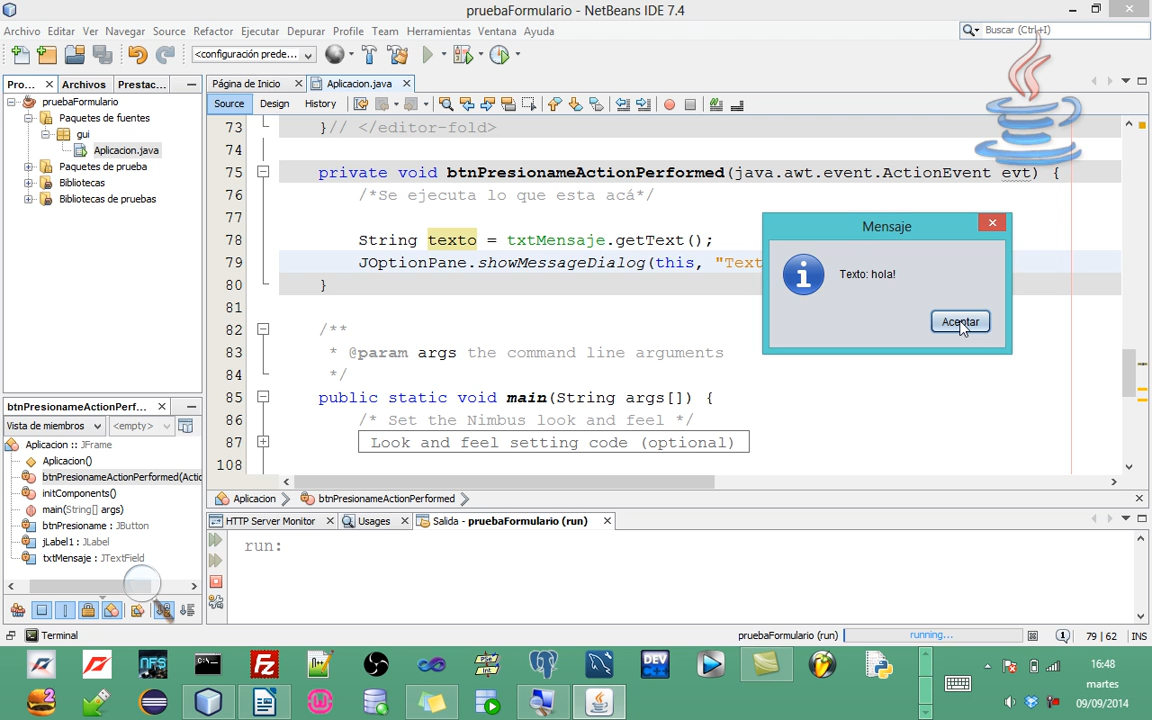 pruebaFormulario - NetBeans IDE 7.4
Archivo Editar Ver Navegar Source Refactor Ejecutar Depurar Profile Team Herramientas Ventana Ayuda
Buscar (Ctrl+I)
<configuración prede...
Pro... Archivos Prestac...
Página de Inicio Aplicacion.java
pruebaFormulario
Paquetes de fuentes
gui
Aplicacion.java
Paquetes de prueba
Bibliotecas
Bibliotecas de pruebas
Source Design History
73 }// </editor-fold>
74
75 private void btnPresionameActionPerformed(java.awt.event.ActionEvent evt) {
76 /*Se ejecuta lo que esta acá*/
77
78 String texto = txtMensaje.getText();
79 JOptionPane.showMessageDialog(this, "Text
80 }
81
82 /**
83 * @param args the command line arguments
84 */
85 public static void main(String args[]) {
86 /* Set the Nimbus look and feel */
87 Look and feel setting code (optional)
108
Mensaje
Texto: hola!
Aceptar
btnPresionameActionPerf...
Vista de miembros <empty>
Aplicacion :: JFrame
Aplicacion()
btnPresionameActionPerformed(Actic
initComponents()
main(String[] args)
btnPresioname : JButton
jLabel1 : JLabel
txtMensaje : JTextField
Aplicacion btnPresionameActionPerformed
HTTP Server Monitor Usages Salida - pruebaFormulario (run)
run:
Terminal
pruebaFormulario (run) running... 1 79 | 62 INS
NFS
DEV
16:48
martes
09/09/2014